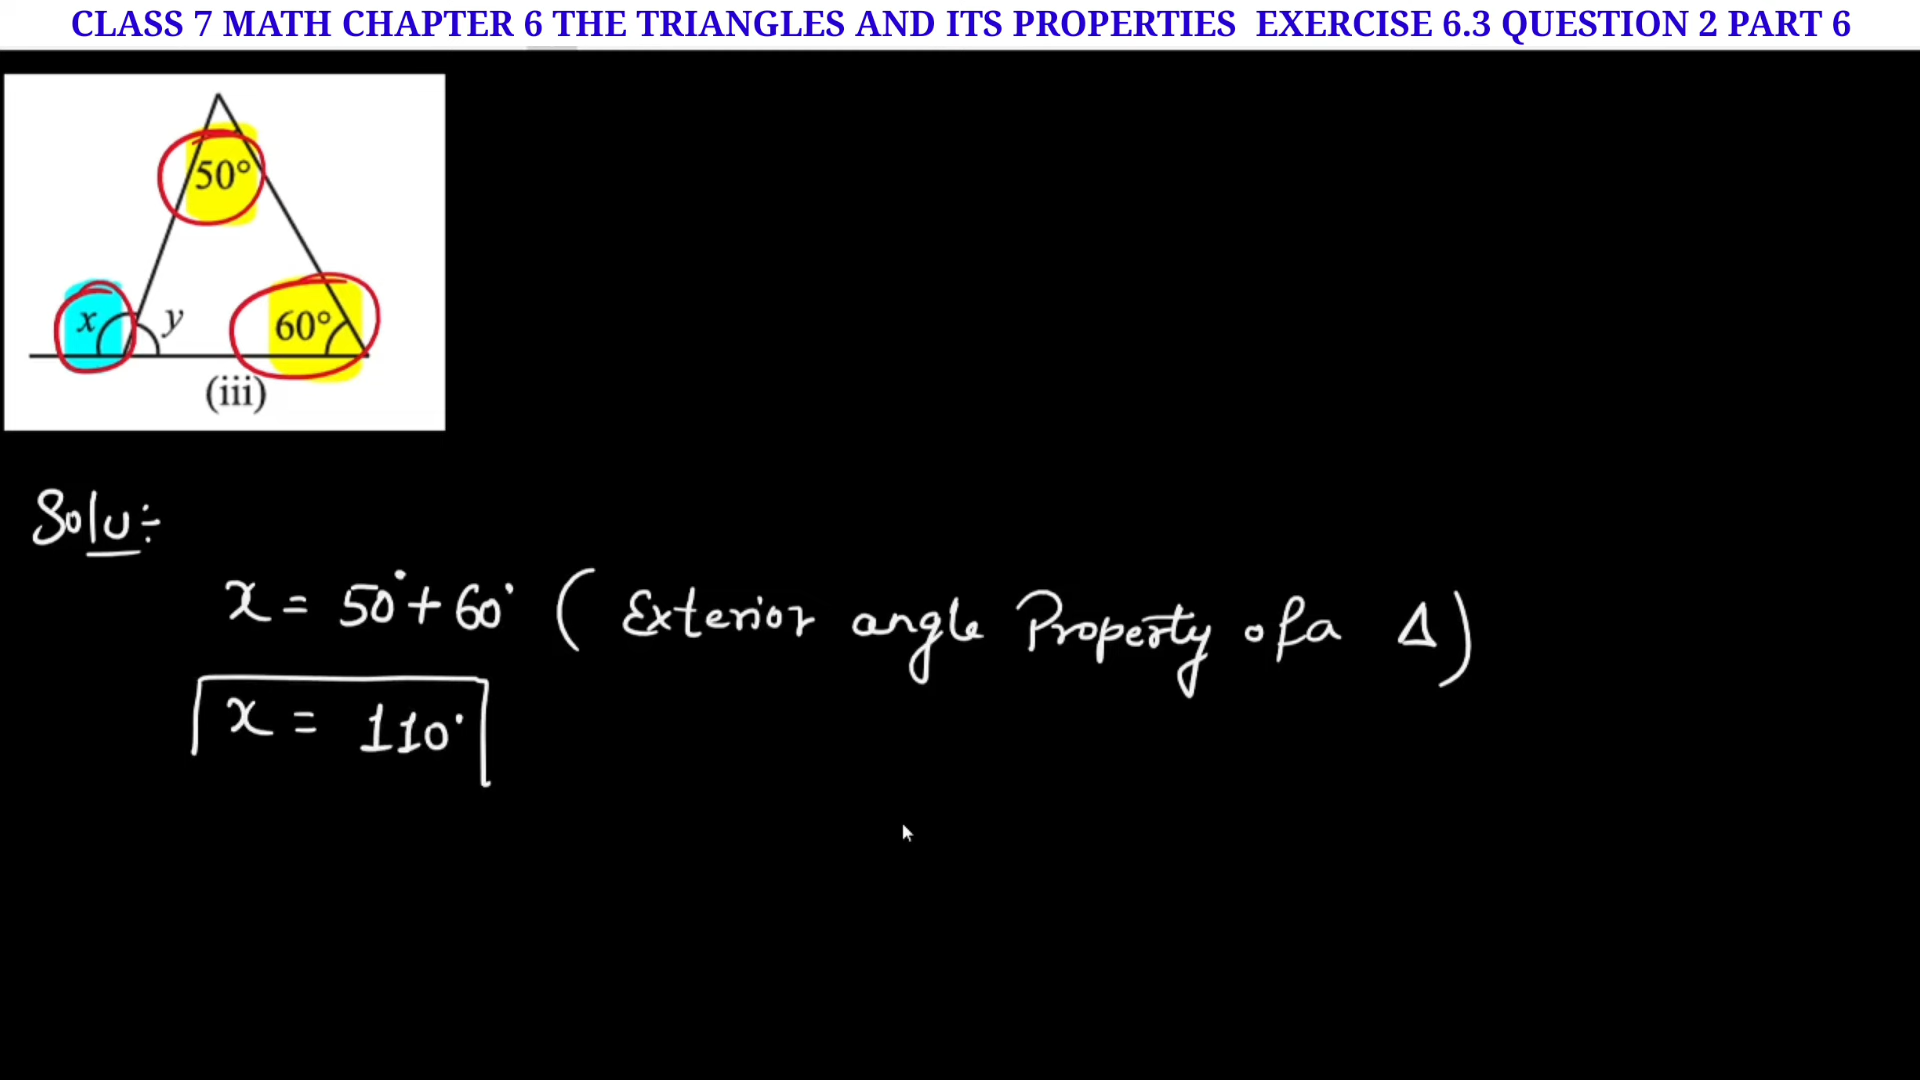 CLASS 7 MATH CHAPTER 6 THE TRIANGLES AND ITS PROPERTIES EXERCISE 6.3 QUESTION 2 PART 6
50°
x y 60°
(iii)
Solu:-
x = 50° + 60° ( Exterior angle Property of a Δ)
x = 110°